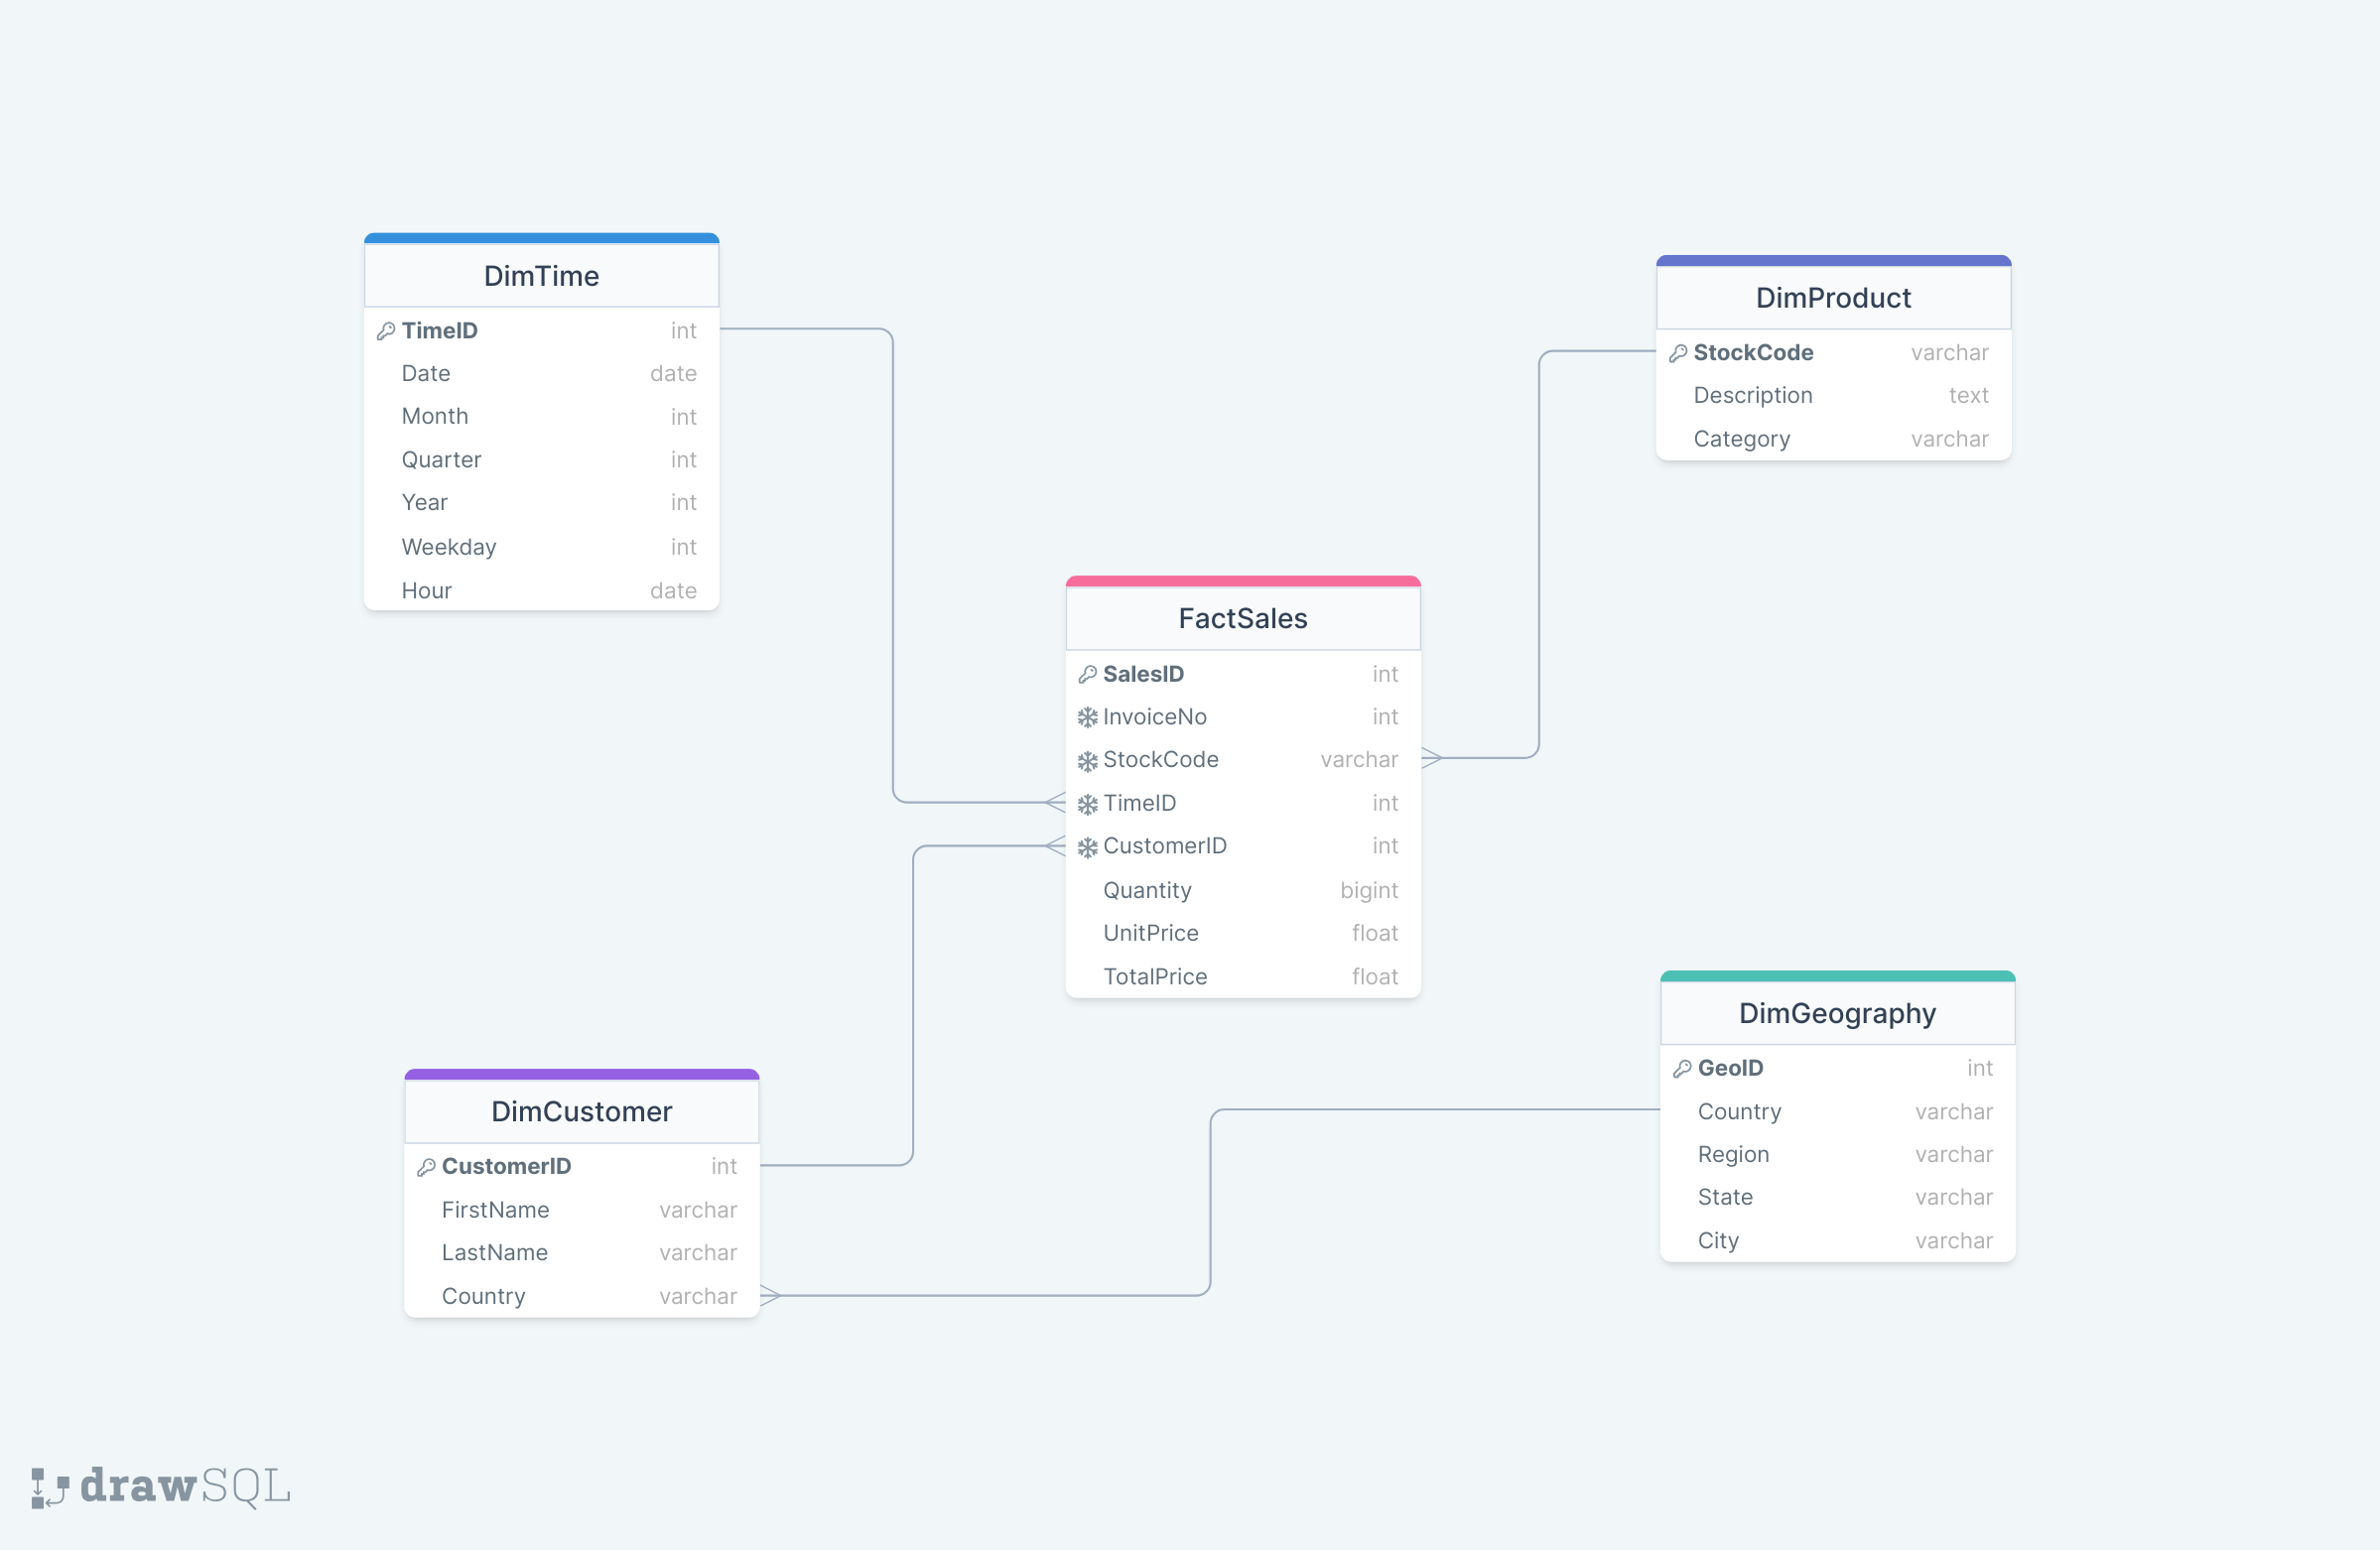 DimTime
TimeID int
Date date
Month int
Quarter int
Year int
Weekday int
Hour date
DimProduct
StockCode varchar
Description text
Category varchar
FactSales
SalesID int
InvoiceNo int
StockCode varchar
TimeID int
CustomerID int
Quantity bigint
UnitPrice float
TotalPrice float
DimGeography
GeoID int
Country varchar
Region varchar
State varchar
City varchar
DimCustomer
CustomerID int
FirstName varchar
LastName varchar
Country varchar
drawSQL